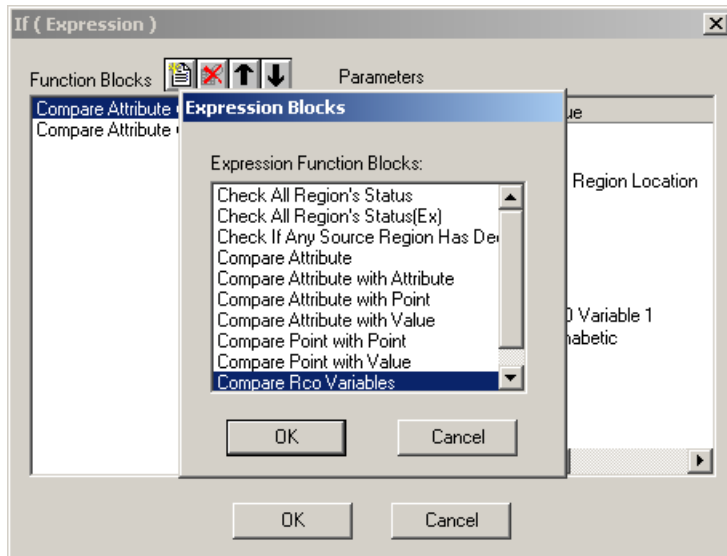 If ( Expression )
Function Blocks
Parameters
Compare Attribute
Compare Attribute
Expression Blocks
Expression Function Blocks:
Check All Region's Status
Check All Region's Status(Ex)
Check If Any Source Region Has
Compare Attribute
Compare Attribute with Attribute
Compare Attribute with Point
Compare Attribute with Value
Compare Point with Point
Compare Point with Value
Compare Rco Variables
OK
Cancel
Region Location
Variable 1
OK
Cancel